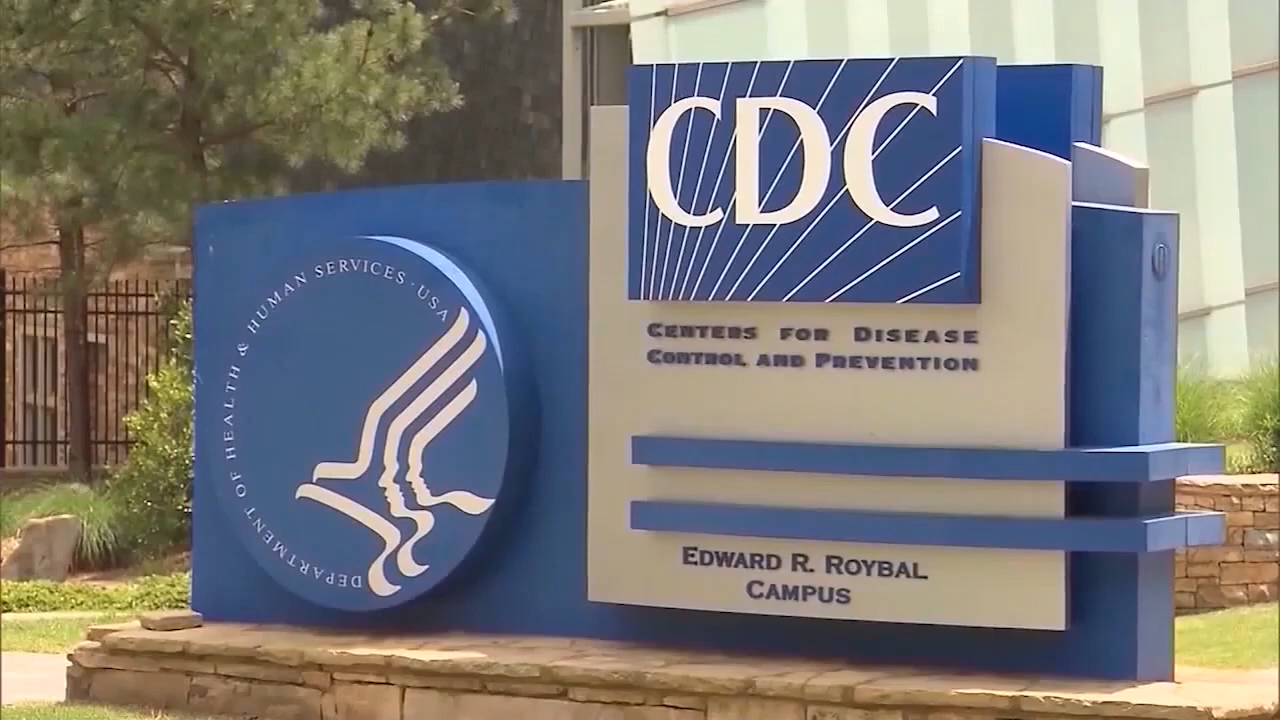 DEPARTMENT OF HEALTH & HUMAN SERVICES · USA
CDC
CENTERS FOR DISEASE
CONTROL AND PREVENTION
EDWARD R. ROYBAL
CAMPUS